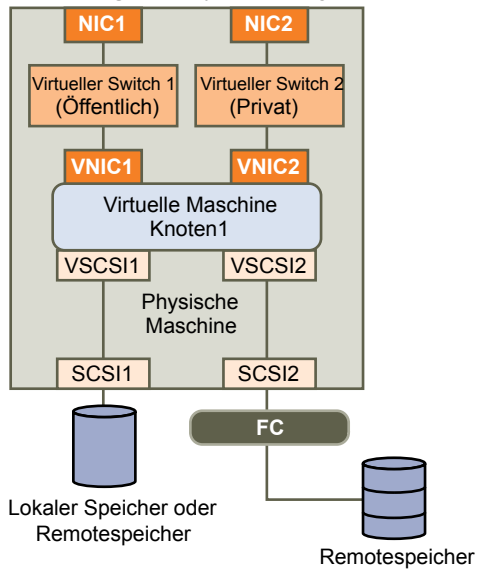 NIC1
NIC2
Virtueller Switch 1
(Öffentlich)
Virtueller Switch 2
(Privat)
VNIC1
VNIC2
Virtuelle Maschine
Knoten1
VSCSI1
VSCSI2
Physische
Maschine
SCSI1
SCSI2
FC
Lokaler Speicher oder
Remotespeicher
Remotespeicher